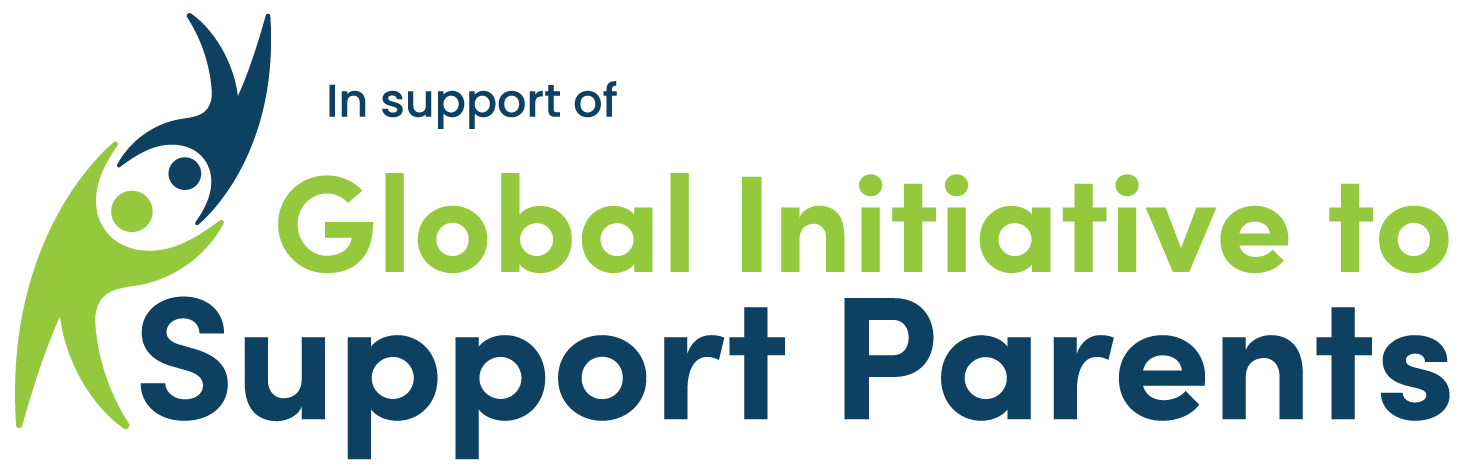 In support of
Global Initiative to
Support Parents